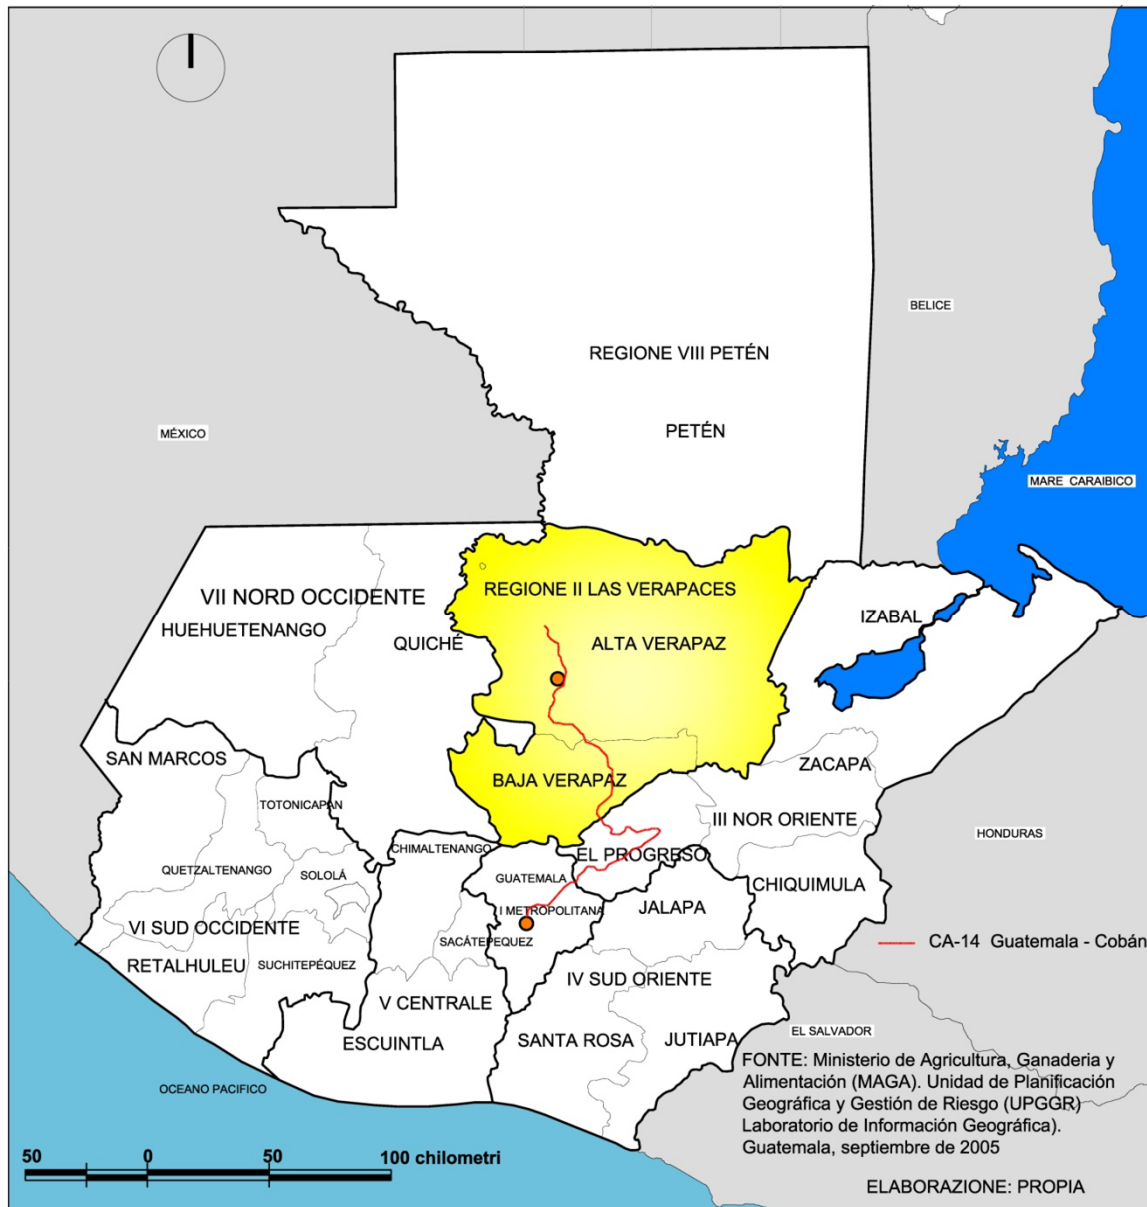 REGIONE VIII PETÉN
BELICE
PETÉN
MÉXICO
MARE CARAIBICO
REGIONE II LAS VERAPACES
VII NORD OCCIDENTE
HUEHUETENANGO
QUICHÉ
ALTA VERAPAZ
IZABAL
SAN MARCOS
BAJA VERAPAZ
ZACAPA
TOTONICAPÁN
III NOR ORIENTE
HONDURAS
CHIMALTENANGO
EL PROGRESO
QUETZALTENANGO
SOLOLÁ
GUATEMALA
CHIQUIMULA
I METROPOLITANA
JALAPA
VI SUD OCCIDENTE
SACÁTEPEQUEZ
CA-14 Guatemala - Cobán
RETALHULEU
SUCHITEPÉQUEZ
IV SUD ORIENTE
V CENTRALE
ESCUINTLA
SANTA ROSA
JUTIAPA
EL SALVADOR
OCEANO PACIFICO
FONTE: Ministerio de Agricultura, Ganaderia y
Alimentación (MAGA). Unidad de Planificación
Geográfica y Gestión de Riesgo (UPGGR)
Laboratorio de Información Geográfica).
Guatemala, septiembre de 2005
50 0 50 100 chilometri
ELABORAZIONE: PROPIA